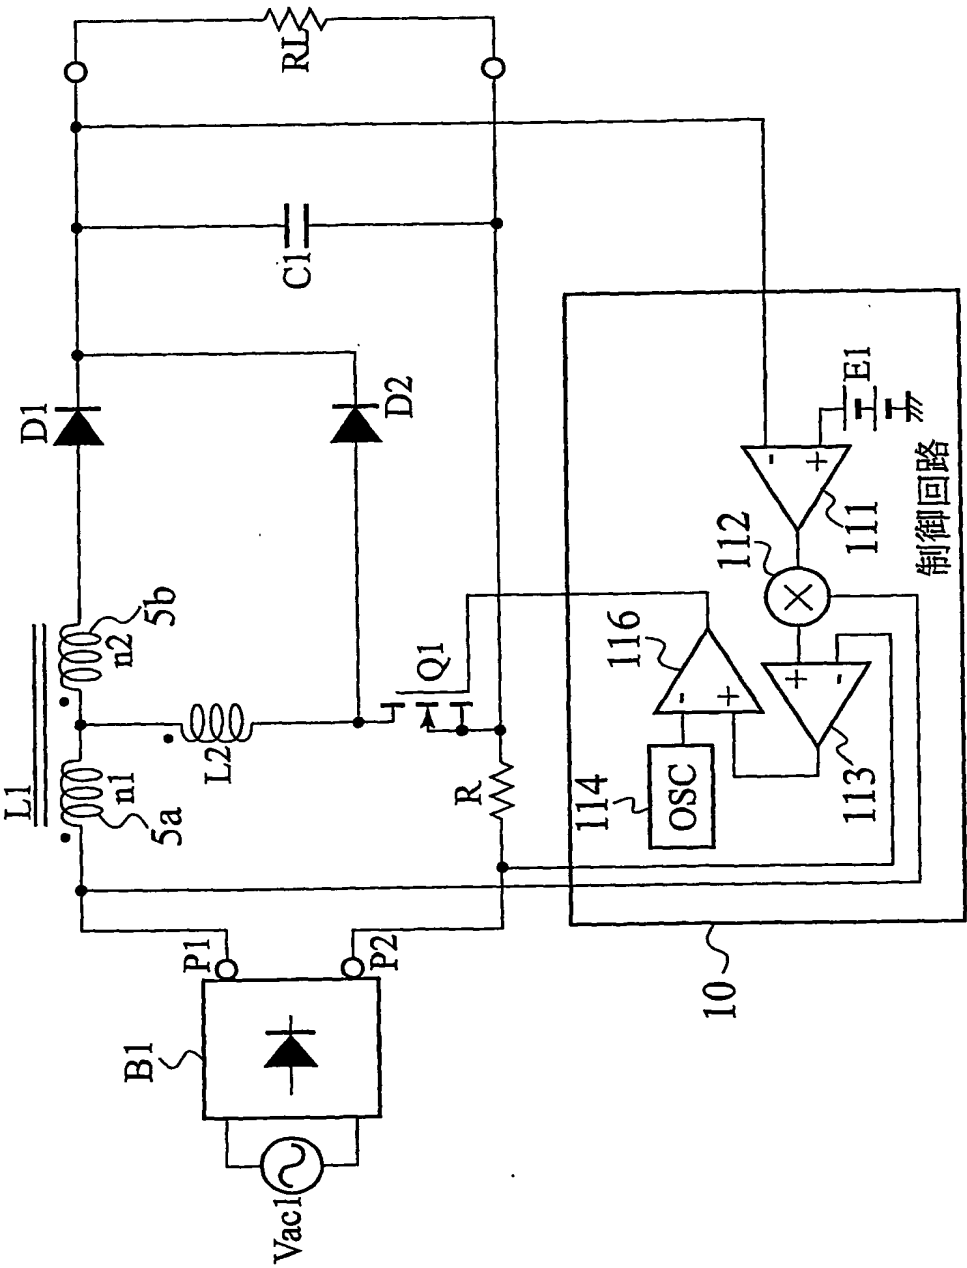 L1
5a
n1
n2
5b
D1
RL
C1
D2
L2
Q1
R
P1
P2
B1
Vac1
10
114
OSC
116
-
+
113
+
-
112
111
-
+
E1
制御回路